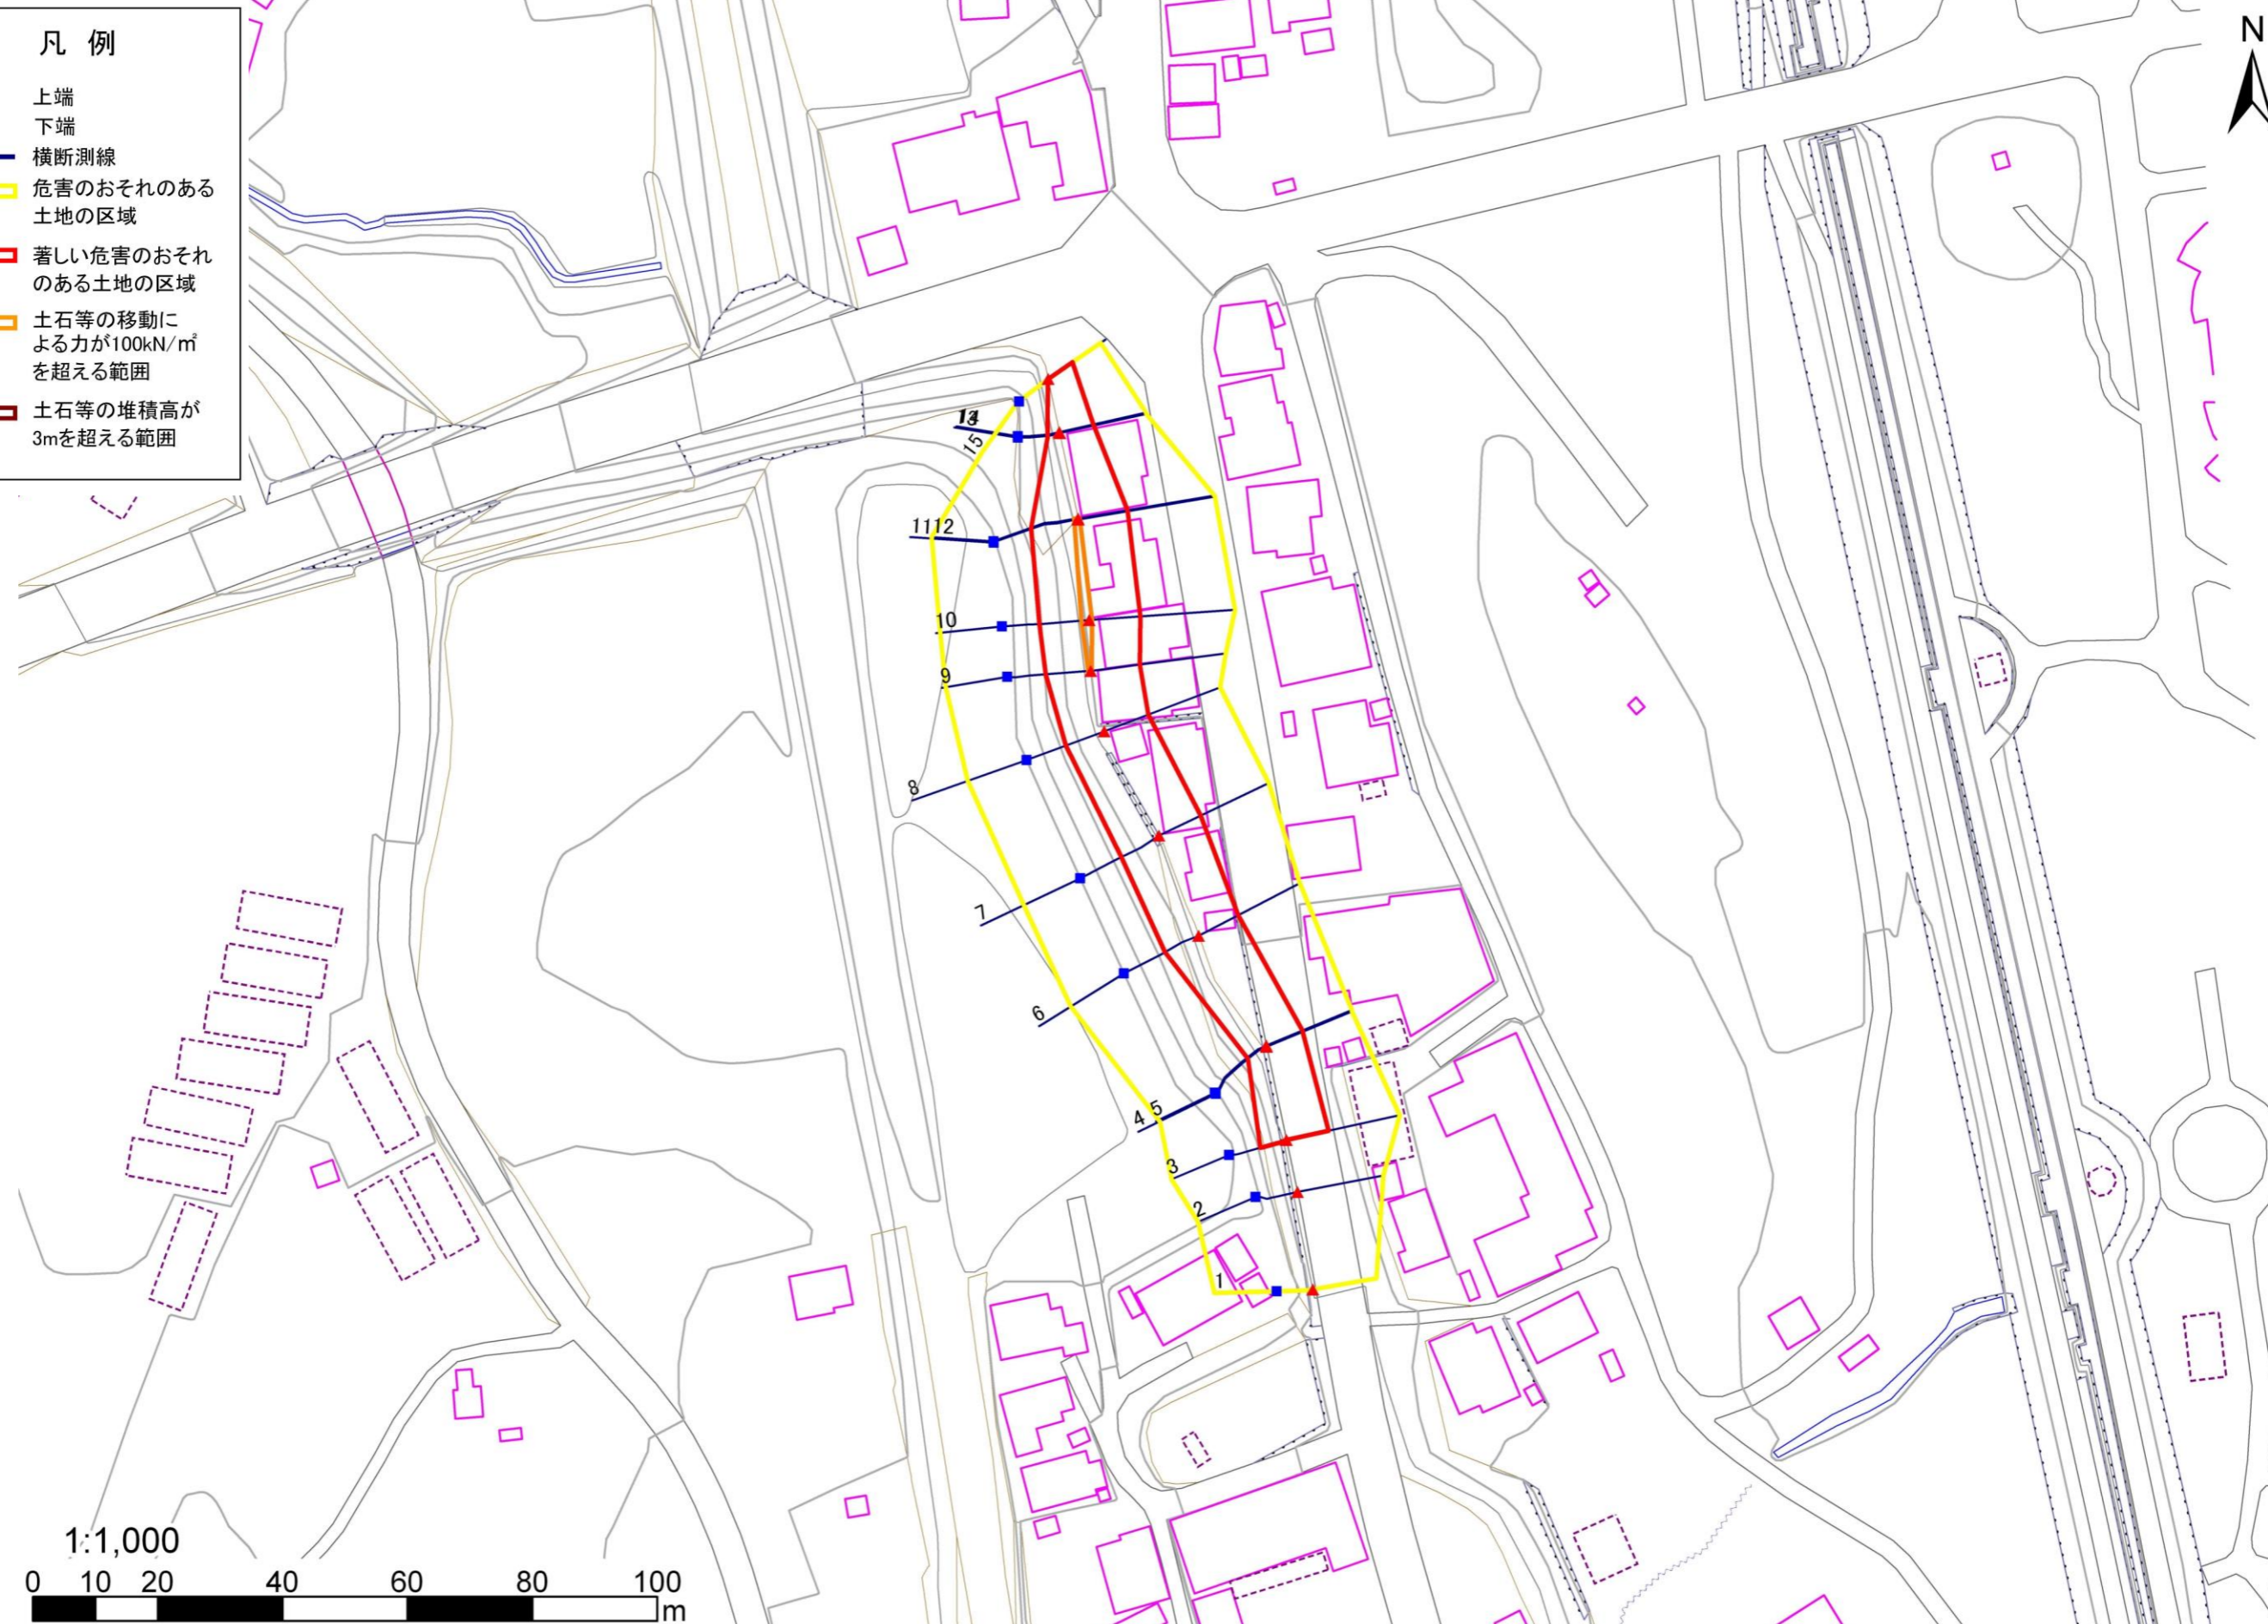 凡 例
上端
下端
横断測線
危害のおそれのある
土地の区域
著しい危害のおそれ
のある土地の区域
土石等の移動に
よる力が100kN/㎡
を超える範囲
土石等の堆積高が
3mを超える範囲
N
15
1112
10
9
8
7
6
4 5
3
2
1
1:1,000
0 10 20 40 60 80 100
m